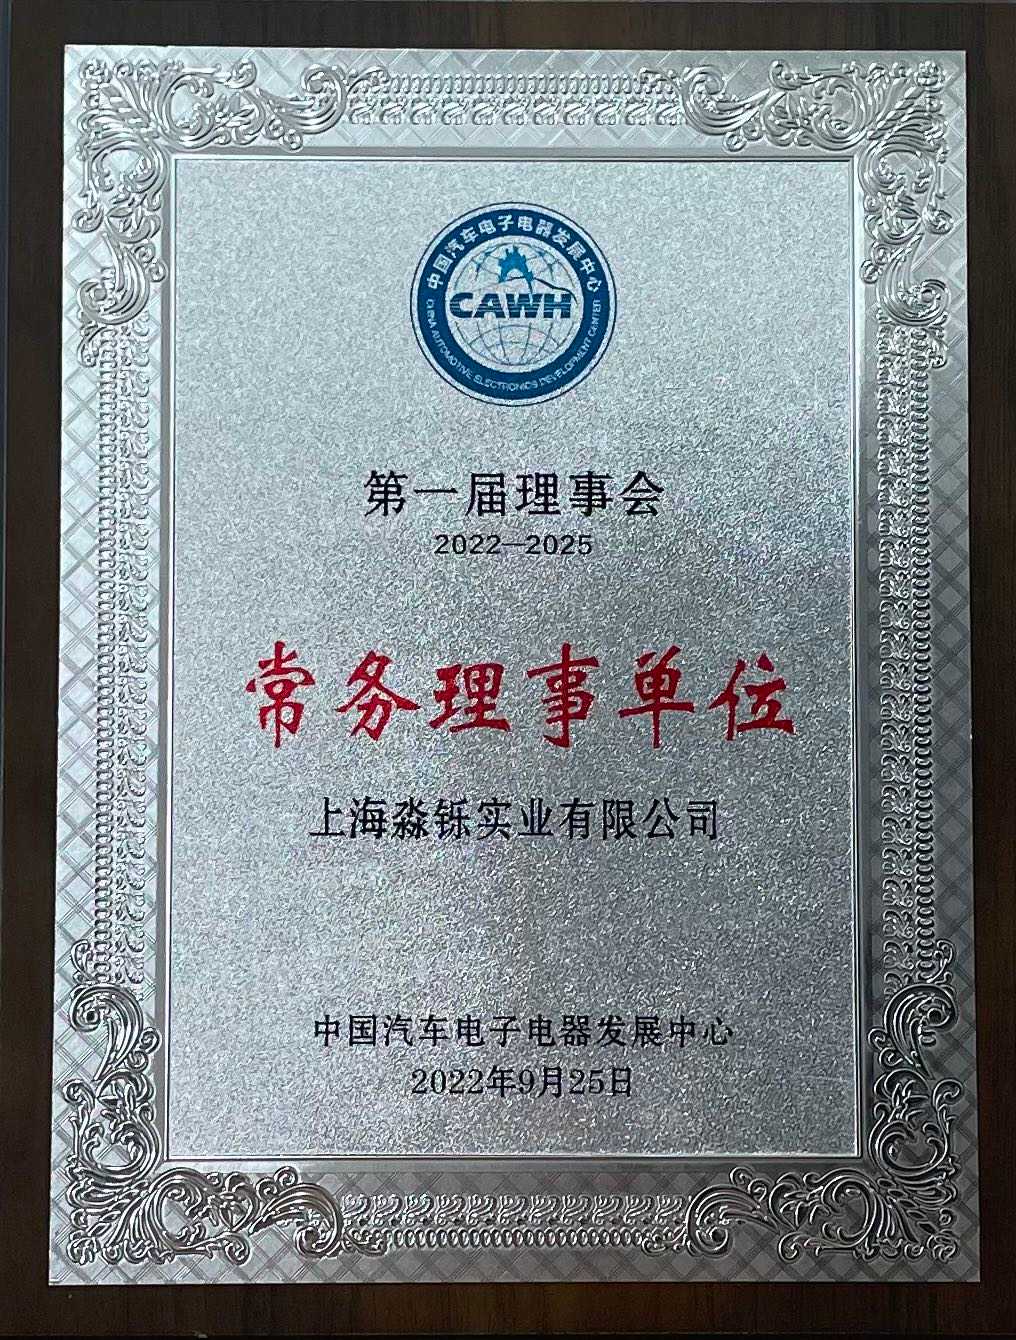 中国汽车电子电器发展中心
CAWH
CHINA AUTOMOTIVE ELECTRONICS DEVELOPMENT CENTER
第一届理事会
2022—2025
常务理事单位
上海淼铄实业有限公司
中国汽车电子电器发展中心
2022年9月25日